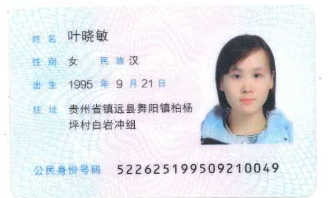 姓名 叶晓敏
性别 女 民族 汉
出生 1995 年 9 月 21 日
住址 贵州省镇远县舞阳镇柏杨
坪村白岩冲组
公民身份号码 522625199509210049